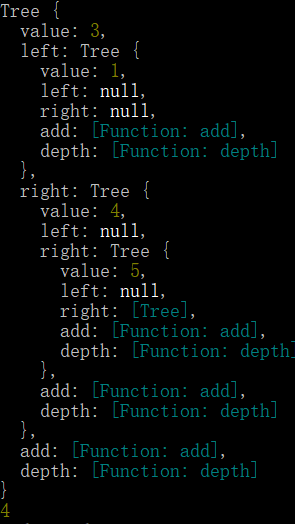 Tree {
  value: 3,
  left: Tree {
    value: 1,
    left: null,
    right: null,
    add: [Function: add],
    depth: [Function: depth]
  },
  right: Tree {
    value: 4,
    left: null,
    right: Tree {
      value: 5,
      left: null,
      right: [Tree],
      add: [Function: add],
      depth: [Function: depth]
    },
    add: [Function: add],
    depth: [Function: depth]
  },
  add: [Function: add],
  depth: [Function: depth]
}
4